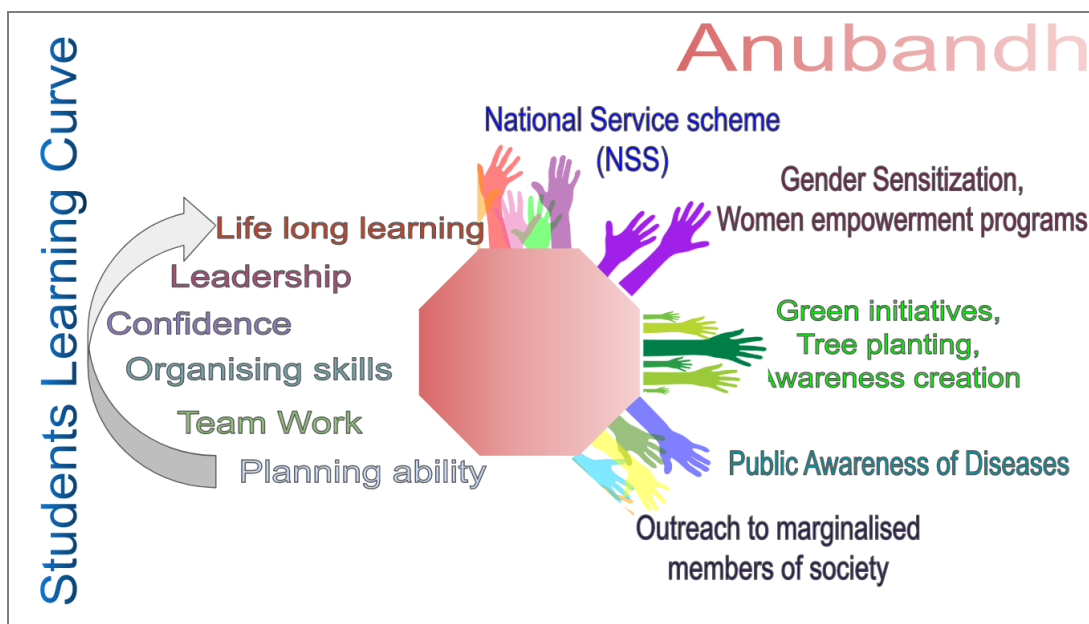 Anubandh
Students Learning Curve
National Service scheme
(NSS)
Gender Sensitization,
Women empowerment programs
Life long learning
Leadership
Confidence
Organising skills
Team Work
Planning ability
Green initiatives,
Tree planting,
Awareness creation
Public Awareness of Diseases
Outreach to marginalised
members of society